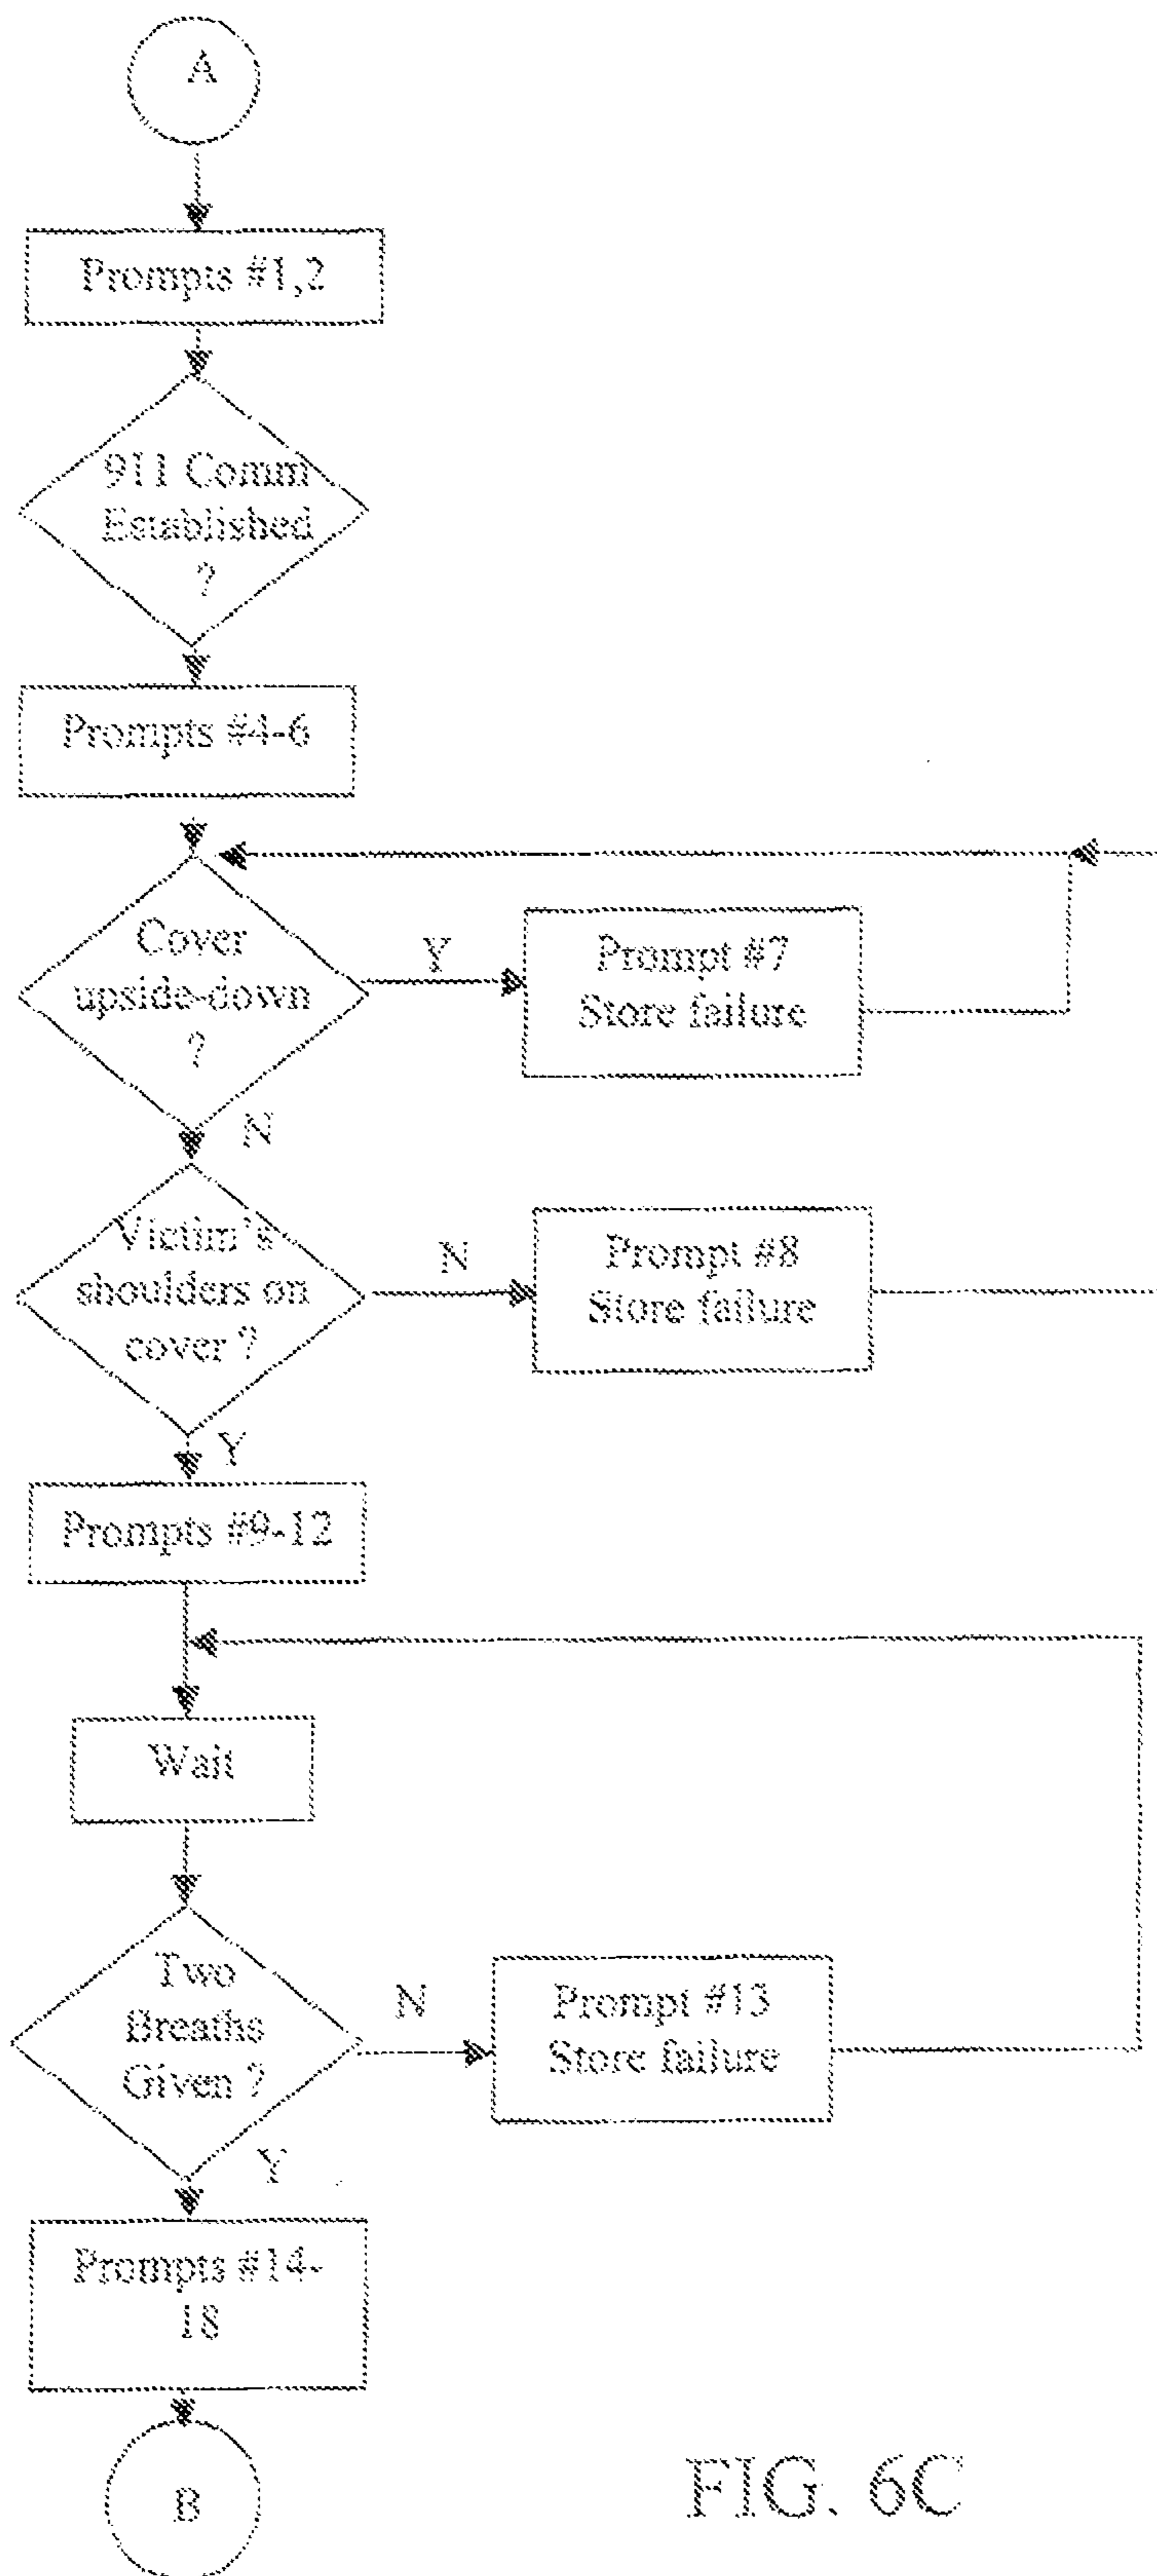 A
Prompts #1,2
911 Comm
Established
?
Prompts #4-6
Cover
upside-down
?
Y
Prompt #7
Store failure
N
Victim's
shoulders on
cover ?
N
Prompt #8
Store failure
Y
Prompts #9-12
Wait
Two
Breaths
Given ?
N
Prompt #13
Store failure
Y
Prompts #14-
18
B
FIG. 6C